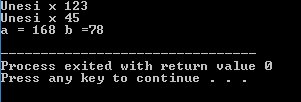 Unesi x 123
Unesi x 45
a = 168 b =78
--------------------------------
Process exited with return value 0
Press any key to continue . . .